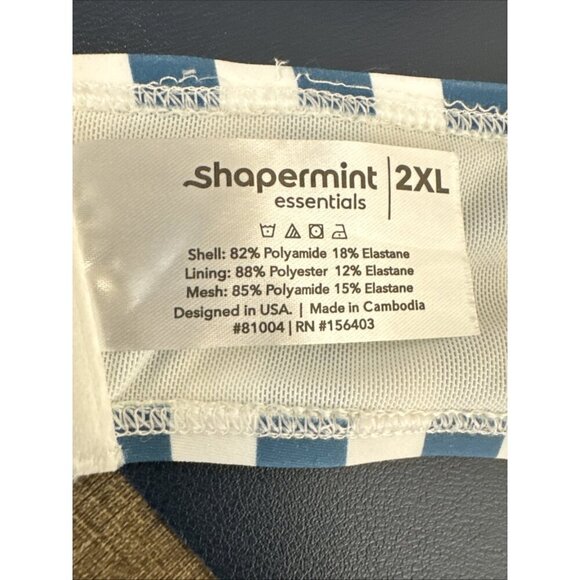 shapermint | 2XL
essentials
Shell: 82% Polyamide 18% Elastane
Lining: 88% Polyester 12% Elastane
Mesh: 85% Polyamide 15% Elastane
Designed in USA. | Made in Cambodia
#81004 | RN #156403